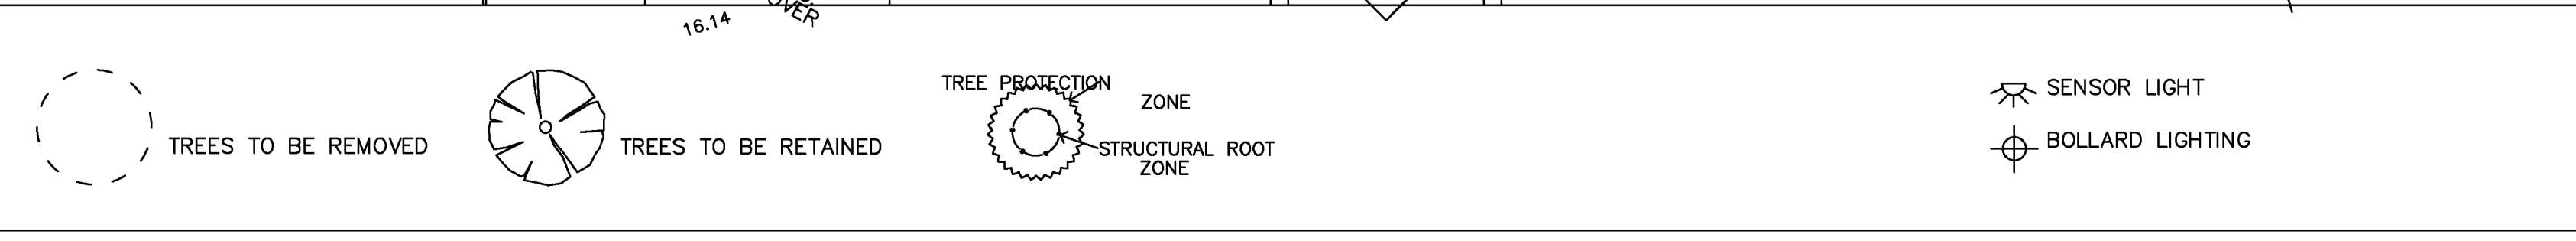 16.14
TREES TO BE REMOVED
TREES TO BE RETAINED
TREE PROTECTION
ZONE
STRUCTURAL ROOT
ZONE
SENSOR LIGHT
BOLLARD LIGHTING